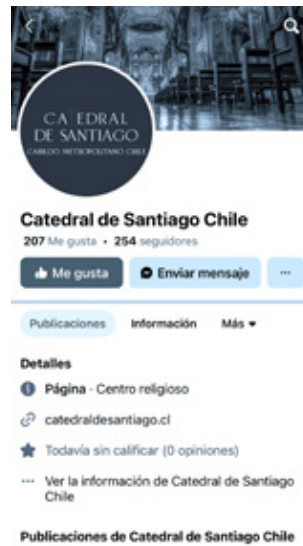 CA EDRAL
DE SANTIAGO
CABILDO METROPOLITANO CHILE
Catedral de Santiago Chile
207 Me gusta • 254 seguidores
Me gusta
Enviar mensaje
Publicaciones
Información
Más
Detalles
Página · Centro religioso
catedraldesantiago.cl
Todavía sin calificar (0 opiniones)
Ver la información de Catedral de Santiago
Chile
Publicaciones de Catedral de Santiago Chile